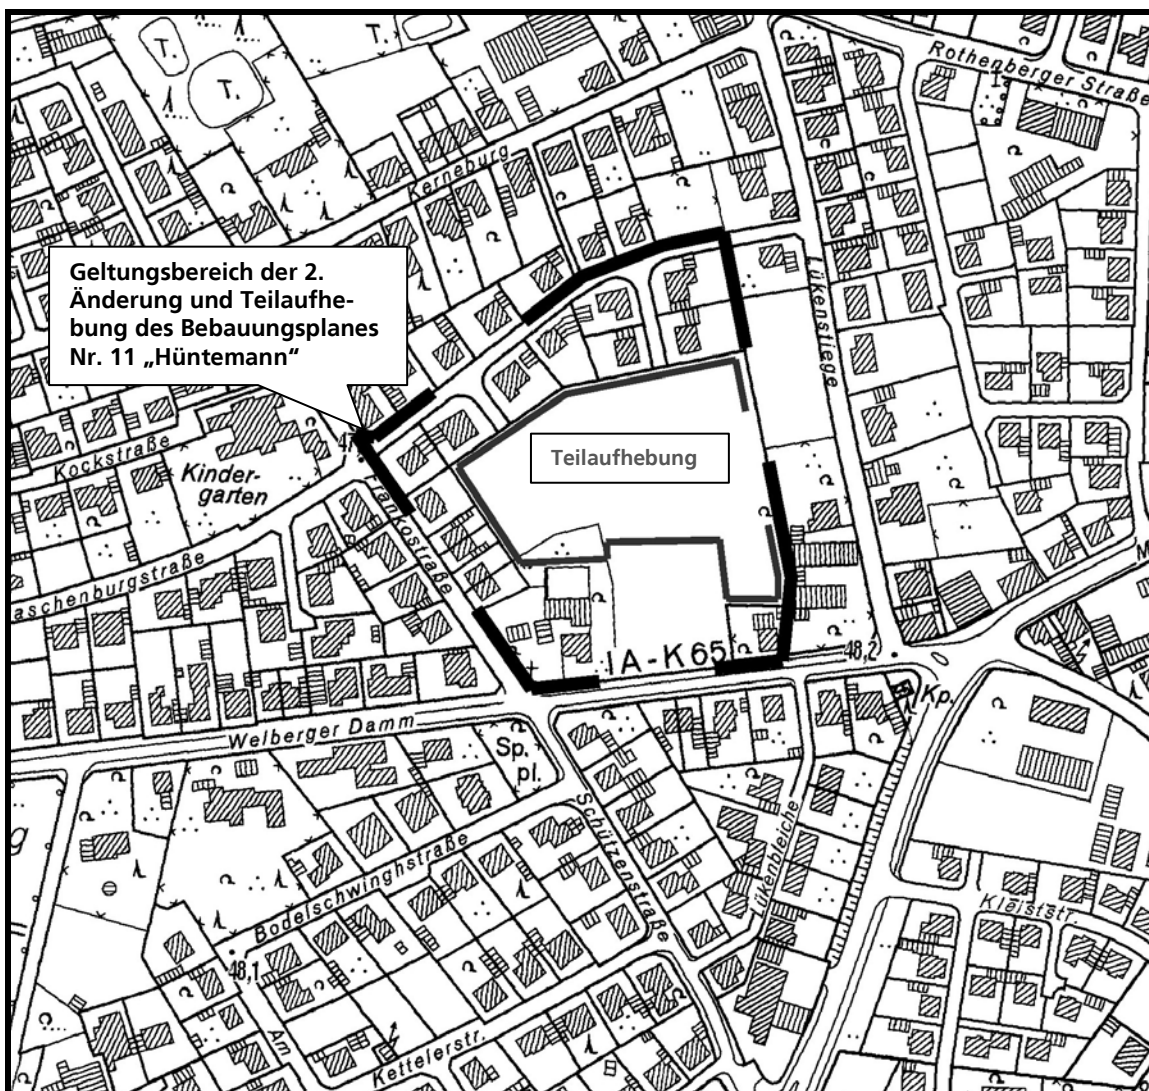 T.
T.
T.
Rothenberger Straße
Kerneburg
Geltungsbereich der 2.
Änderung und Teilaufhe-
bung des Bebauungsplanes
Nr. 11 „Hüntemann“
Lükenstiege
Teilaufhebung
Kockstraße
Kinder-
garten
Frankostraße
aschenburgstraße
IA-K65
48,2
Kp.
Welberger Damm
Sp.
pl.
Schützenstraße
Lükenbleiche
Bodelschwinghstraße
Kleiststr.
48,1
Am
Kettelerstr.